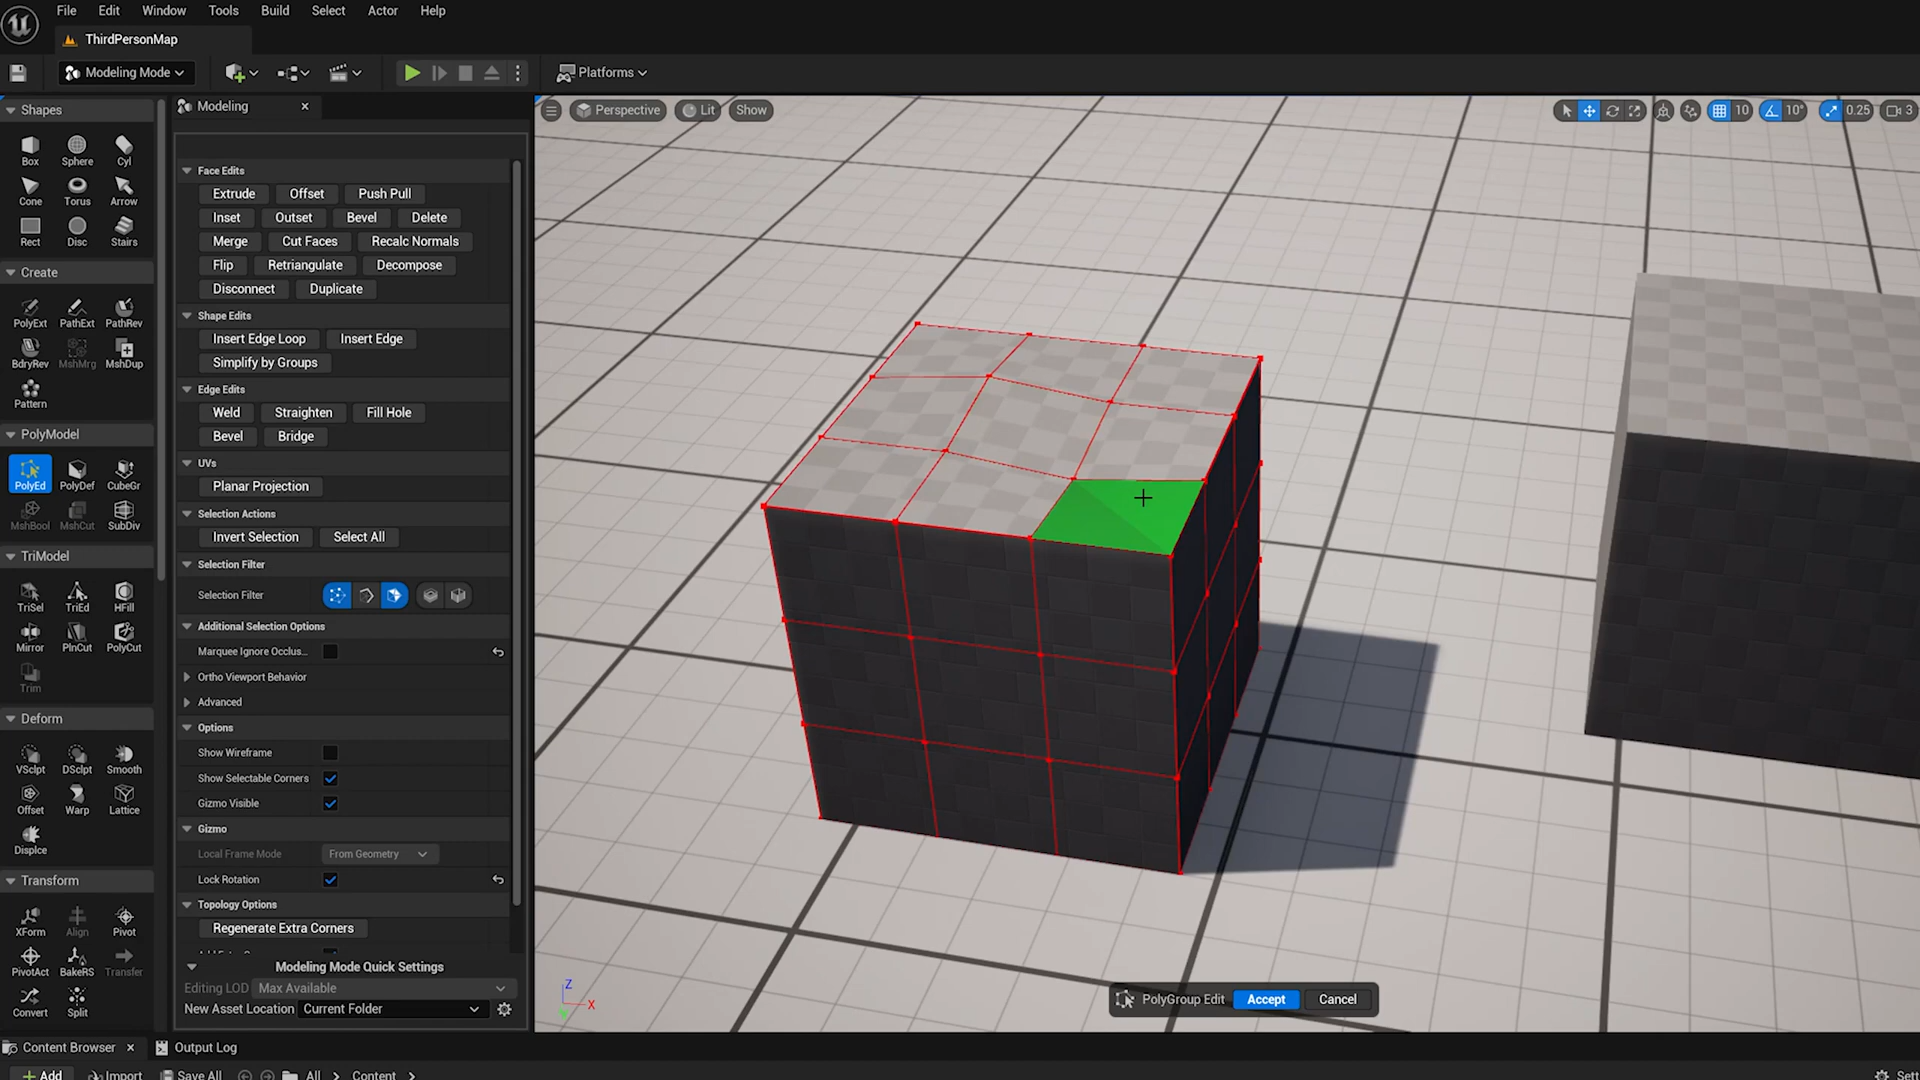 File Edit Window Tools Build Select Actor Help
ThirdPersonMap
Modeling Mode Platforms
Shapes
Box Sphere Cyl
Cone Torus Arrow
Rect Disc Stairs
Create
PolyExt PathExt PathRev
BdryRev MshMrg MshDup
Pattern
PolyModel
PolyEd PolyDef CubeGr
MshBool MshCut SubDiv
TriModel
TriSel TriEd HFill
Mirror PlnCut PolyCut
Trim
Deform
VSclpt DSclpt Smooth
Offset Warp Lattice
Displce
Transform
XForm Align Pivot
PivotAct BakeRS Transfer
Convert Split
Modeling
Face Edits
Extrude Offset Push Pull
Inset Outset Bevel Delete
Merge Cut Faces Recalc Normals
Flip Retriangulate Decompose
Disconnect Duplicate
Shape Edits
Insert Edge Loop Insert Edge
Simplify by Groups
Edge Edits
Weld Straighten Fill Hole
Bevel Bridge
UVs
Planar Projection
Selection Actions
Invert Selection Select All
Selection Filter
Selection Filter
Additional Selection Options
Marquee Ignore Occlus...
Ortho Viewport Behavior
Advanced
Options
Show Wireframe
Show Selectable Corners
Gizmo Visible
Gizmo
Local Frame Mode From Geometry
Lock Rotation
Topology Options
Regenerate Extra Corners
Modeling Mode Quick Settings
Editing LOD Max Available
New Asset Location Current Folder
Perspective Lit Show
10 10° 0.25 3
Z
X
PolyGroup Edit Accept Cancel
Content Browser Output Log
Add Import Save All All Content Sett